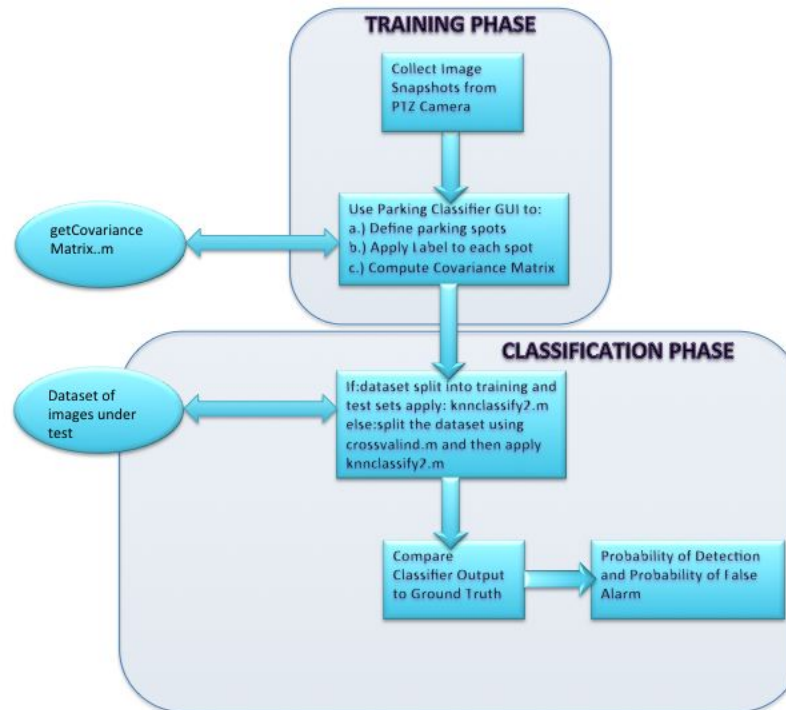 TRAINING PHASE
Collect Image
Snapshots from
PTZ Camera
getCovariance
Matrix..m
Use Parking Classifier GUI to:
a.) Define parking spots
b.) Apply Label to each spot
c.) Compute Covariance Matrix
CLASSIFICATION PHASE
Dataset of
images under
test
If:dataset split into training and
test sets apply: knnclassify2.m
else:split the dataset using
crossvalind.m and then apply
knnclassify2.m
Compare
Classifier Output
to Ground Truth
Probability of Detection
and Probability of False
Alarm